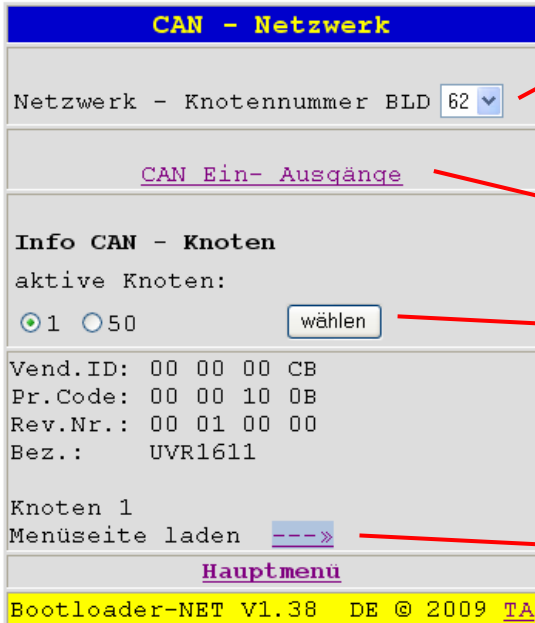 CAN - Netzwerk
Netzwerk - Knotennummer BLD 62
CAN Ein- Ausgänge
Info CAN - Knoten
aktive Knoten:
1 50 wählen
Vend.ID: 00 00 00 CB
Pr.Code: 00 00 10 0B
Rev.Nr.: 00 01 00 00
Bez.: UVR1611
Knoten 1
Menüseite laden ---»
Hauptmenü
Bootloader-NET V1.38 DE © 2009 TA